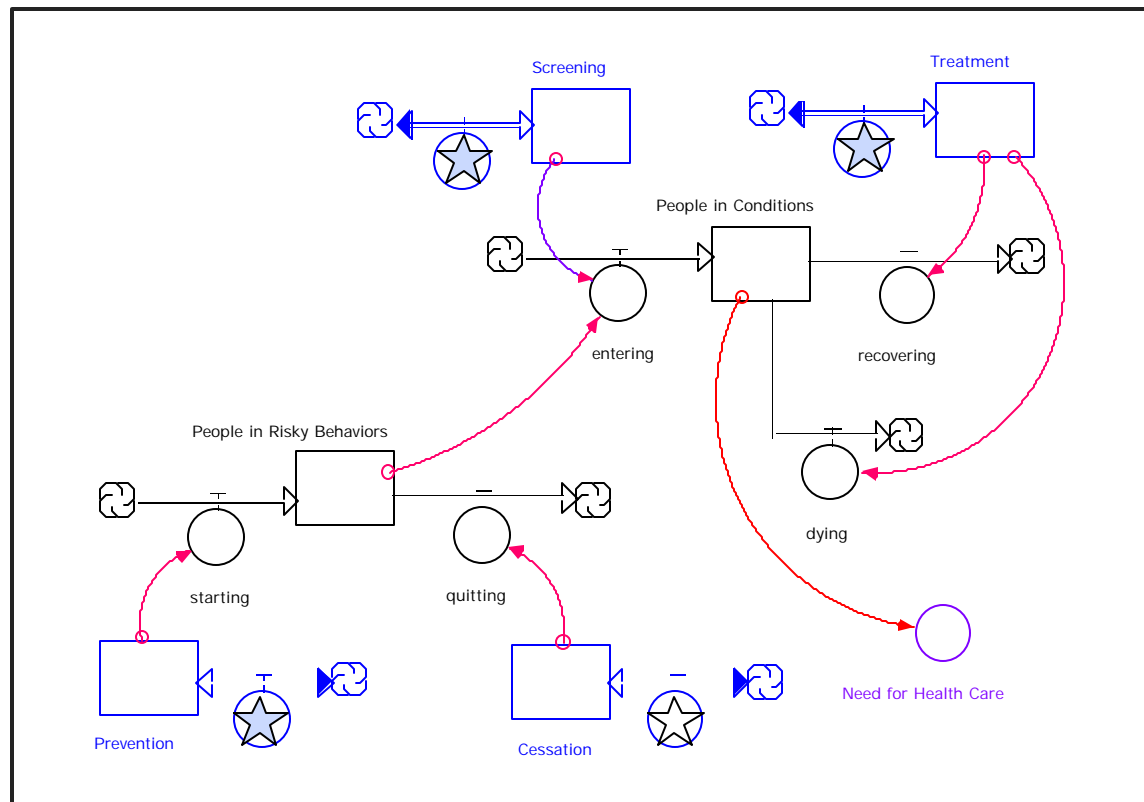 Treatment
Screening
People in Conditions
entering
recovering
People in Risky Behaviors
dying
starting
quitting
Need for Health Care
Prevention
Cessation